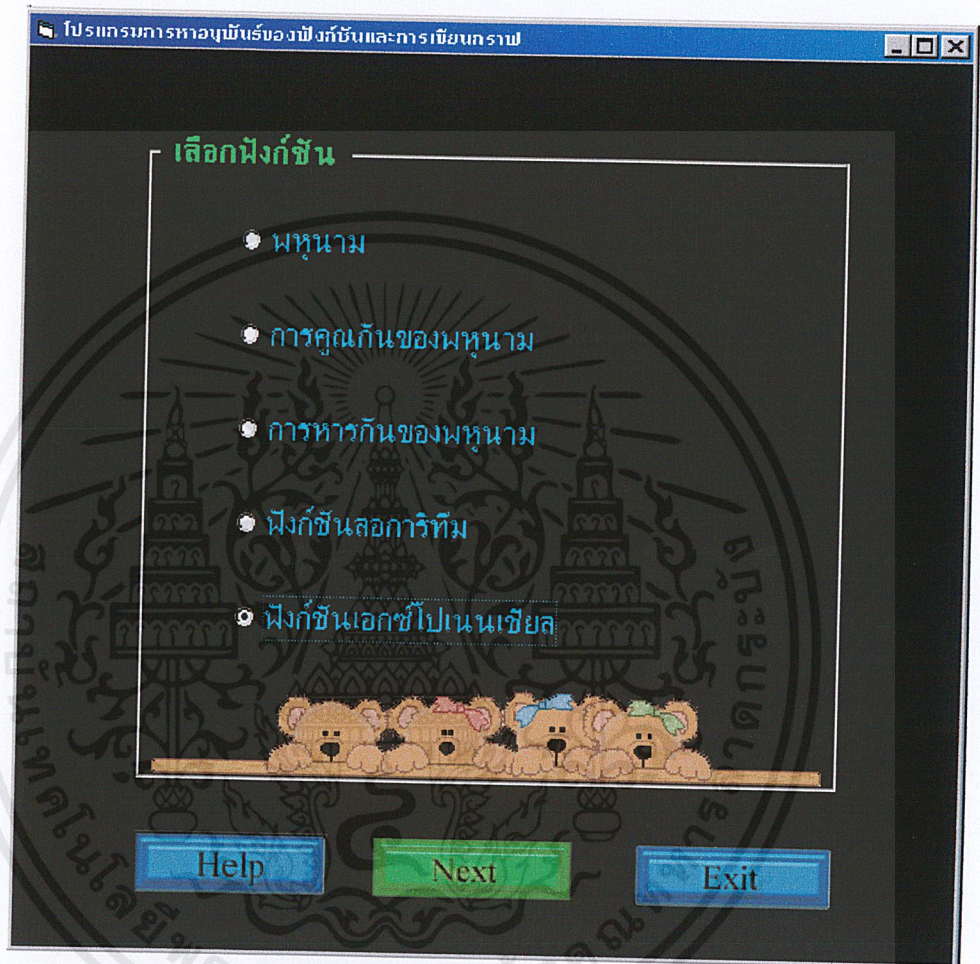 โปรแกรมการหาอนุพันธ์ของฟังก์ชันและการเขียนกราฟ
เลือกฟังก์ชัน
พหุนาม
การคูณกันของพหุนาม
การหารกันของพหุนาม
ฟังก์ชันลอการิทึม
ฟังก์ชันเอกซ์โปเนนเชียล
Help
Next
Exit